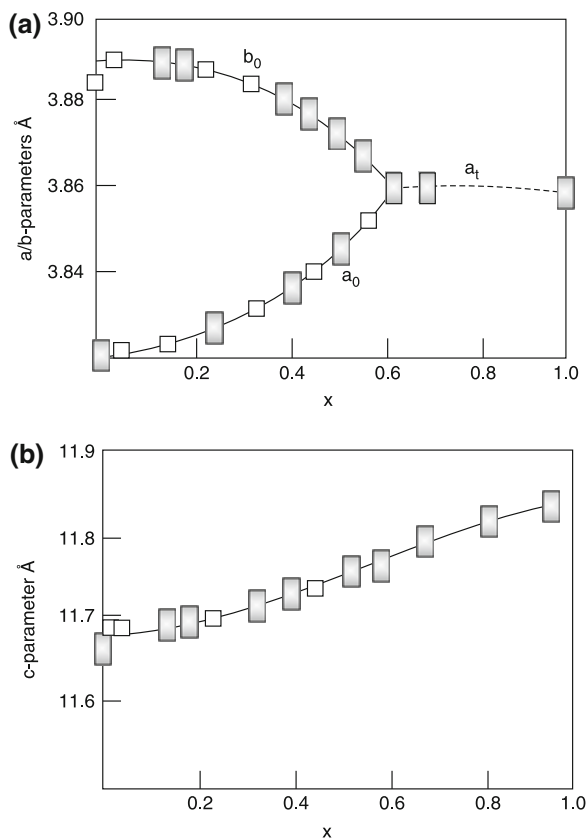 (a)
3.90
3.88
3.86
3.84
a/b-parameters Å
b0
at
a0
0.2 0.4 0.6 0.8 1.0
x
(b)
11.9
11.8
11.7
11.6
c-parameter Å
0.2 0.4 0.6 0.8 1.0
x